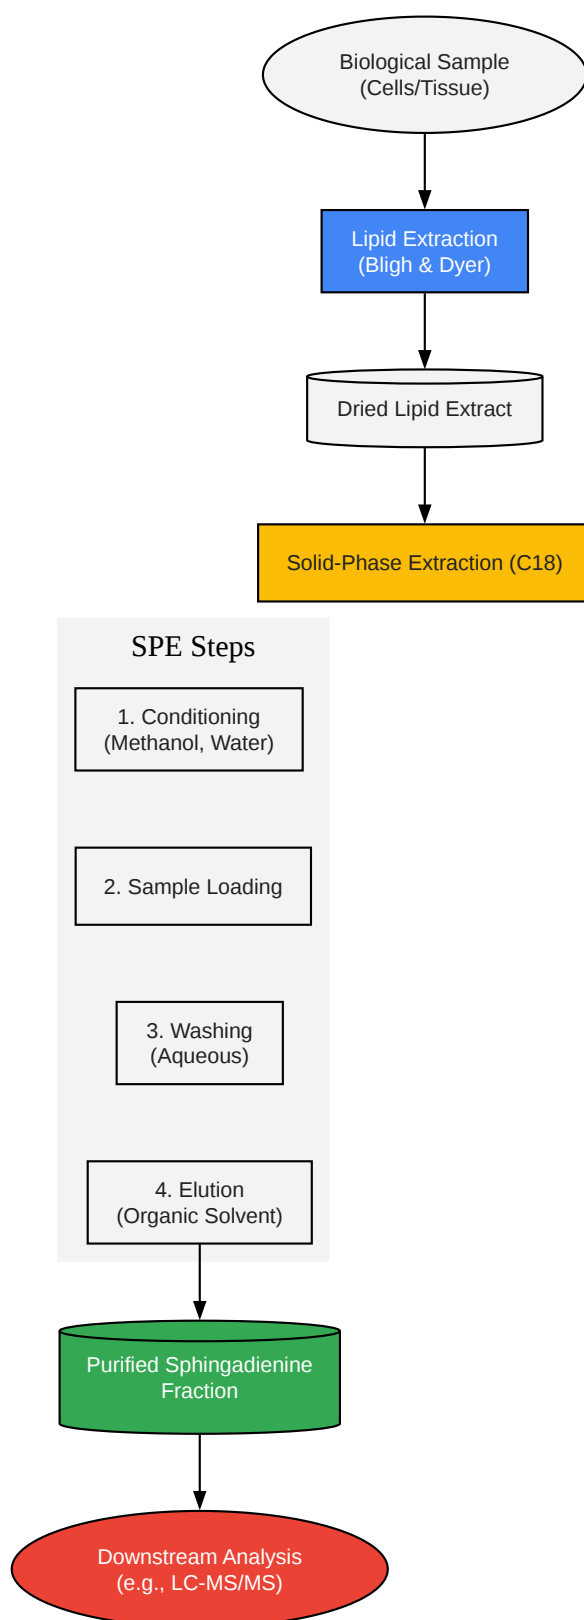 Biological Sample
(Cells/Tissue)
Lipid Extraction
(Bligh & Dyer)
Dried Lipid Extract
Solid-Phase Extraction (C18)
SPE Steps
1. Conditioning
(Methanol, Water)
2. Sample Loading
3. Washing
(Aqueous)
4. Elution
(Organic Solvent)
Purified Sphingadienine
Fraction
Downstream Analysis
(e.g., LC-MS/MS)